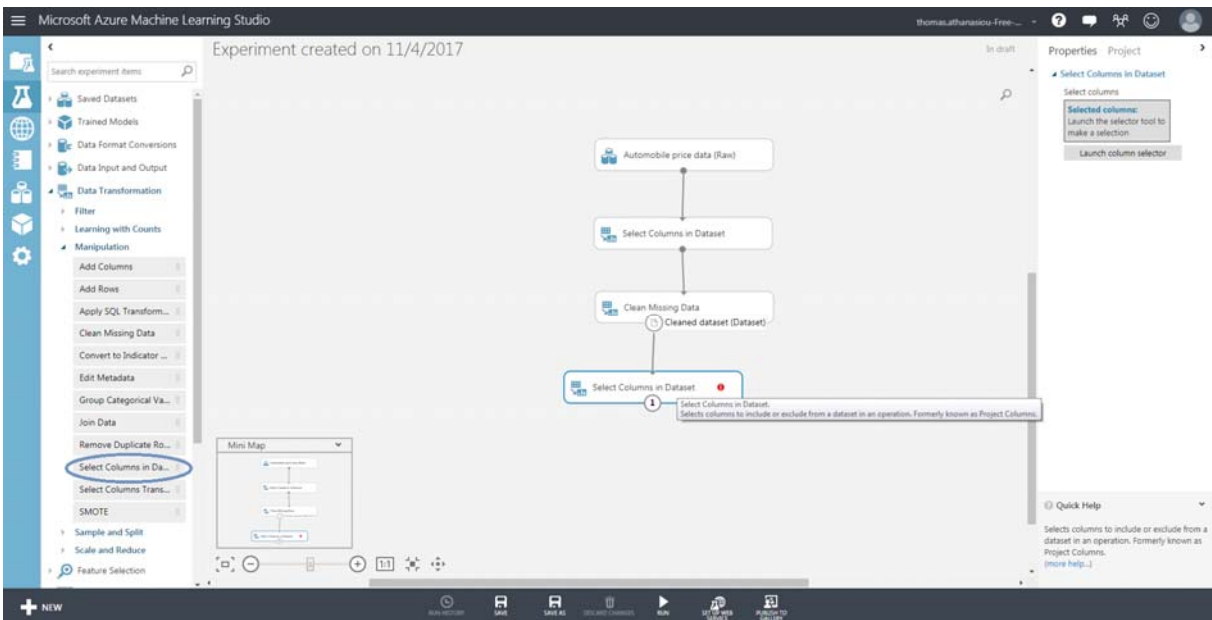 Microsoft Azure Machine Learning Studio
thomas.athanasiou-Free-...
Search experiment items
Saved Datasets
Trained Models
Data Format Conversions
Data Input and Output
Data Transformation
Filter
Learning with Counts
Manipulation
Add Columns
Add Rows
Apply SQL Transform...
Clean Missing Data
Convert to Indicator ...
Edit Metadata
Group Categorical Va...
Join Data
Remove Duplicate Ro...
Select Columns in Da...
Select Columns Trans...
SMOTE
Sample and Split
Scale and Reduce
Feature Selection
Experiment created on 11/4/2017
In draft
Automobile price data (Raw)
Select Columns in Dataset
Clean Missing Data
Cleaned dataset (Dataset)
Select Columns in Dataset
1
Select Columns in Dataset.
Selects columns to include or exclude from a dataset in an operation. Formerly known as Project Columns.
Mini Map
1:1
Properties Project
Select Columns in Dataset
Select columns
Selected columns:
Launch the selector tool to
make a selection
Launch column selector
Quick Help
Selects columns to include or exclude from a
dataset in an operation. Formerly known as
Project Columns.
(more help...)
NEW
RUN HISTORY
SAVE
SAVE AS
DISCARD CHANGES
RUN
SET UP WEB
SERVICE
PUBLISH TO
GALLERY